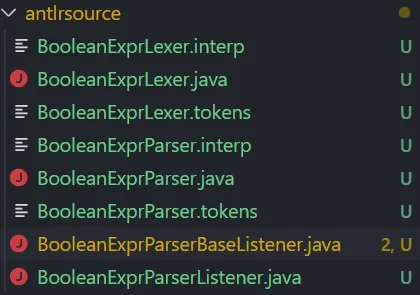 antlrsource
BooleanExprLexer.interp U
J BooleanExprLexer.java U
BooleanExprLexer.tokens U
BooleanExprParser.interp U
J BooleanExprParser.java U
BooleanExprParser.tokens U
J BooleanExprParserBaseListener.java 2, U
J BooleanExprParserListener.java U